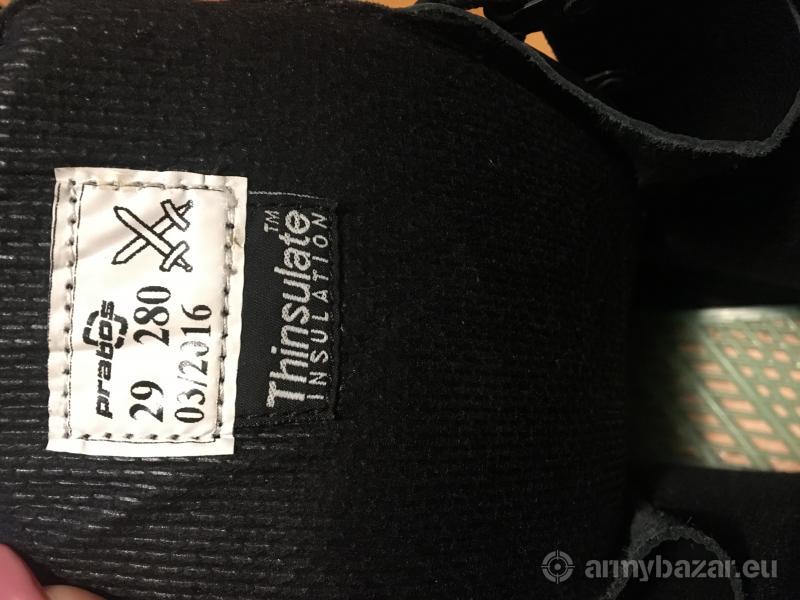 prabos
29 280
03/2016
Thinsulate™
INSULATION
armybazar.eu